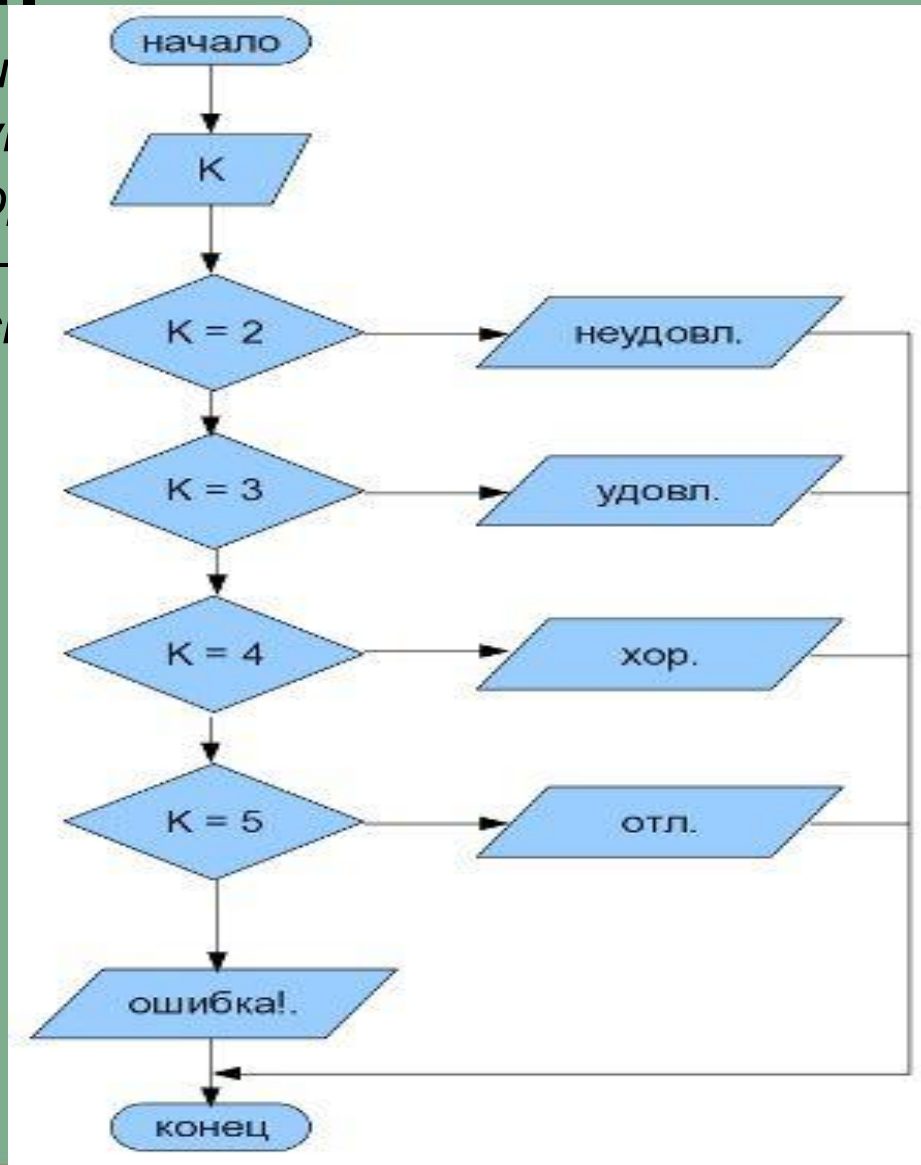 начало
K
K = 2
неудовл.
K = 3
удовл.
K = 4
хор.
K = 5
отл.
ошибка!.
конец